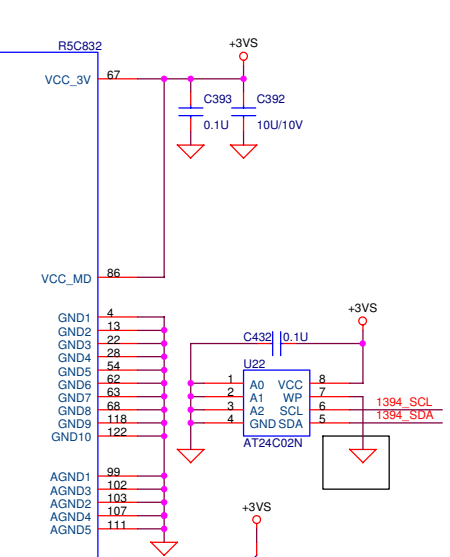 R5C832
+3VS
VCC_3V 67
C393
C392
0.1U
10U/10V
VCC_MD 86
+3VS
GND1 4
GND2 13
GND3 22
GND4 28
GND5 54
GND6 62
GND7 63
GND8 68
GND9 118
GND10 122
C432 0.1U
U22
1 A0 VCC 8
2 A1 WP 7
3 A2 SCL 6 1394_SCL
4 GND SDA 5 1394_SDA
AT24C02N
AGND1 99
AGND3 102
AGND2 103
AGND4 107
AGND5 111
+3VS